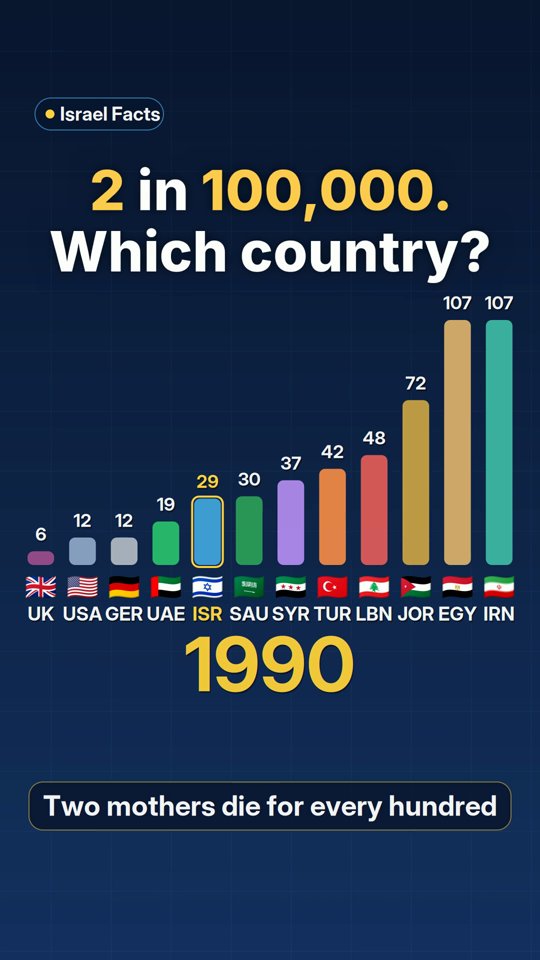 Israel Facts
2 in 100,000.
Which country?
107 107
72
48
42
37
29 30
19
12 12
6
UK USA GER UAE ISR SAU SYR TUR LBN JOR EGY IRN
1990
Two mothers die for every hundred